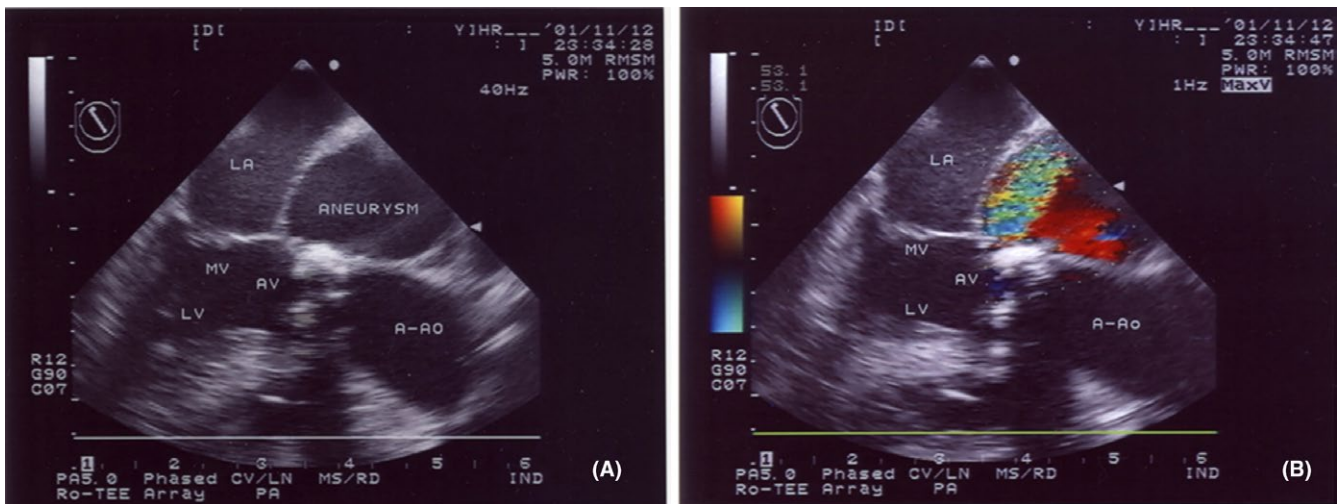 ID[ : Y]HR___ '01/11/12
[ : ] 23:34:28
5.0M RMSM
PWR: 100%
40Hz
LA
ANEURYSM
MV
AV
LV
A-AO
R12
G90
C07
1 2 3 4 5 6
PA5.0 Phased CV/LN MS/RD IND
Ro-TEE Array PA
(A)
ID[ : Y]HR___ '01/11/12
[ : ] 23:34:47
5.0M RMSM
PWR: 100%
53.1
53.1
1Hz MaxV
LA
MV
AV
LV
A-Ao
R12
G90
C07
1 2 3 4 5 6
PA5.0 Phased CV/LN MS/RD IND
Ro-TEE Array PA
(B)